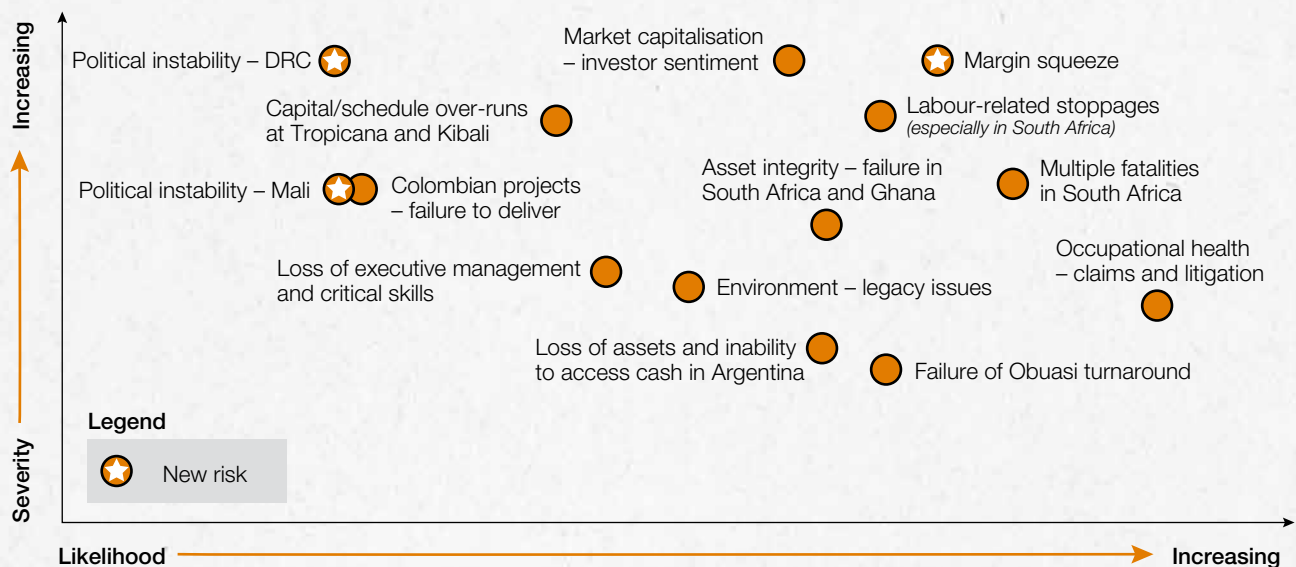 Increasing
Severity
Political instability – DRC
Market capitalisation
– investor sentiment
Margin squeeze
Capital/schedule over-runs
at Tropicana and Kibali
Labour-related stoppages
(especially in South Africa)
Political instability – Mali
Colombian projects
– failure to deliver
Asset integrity – failure in
South Africa and Ghana
Multiple fatalities
in South Africa
Loss of executive management
and critical skills
Environment – legacy issues
Occupational health
– claims and litigation
Loss of assets and inability
to access cash in Argentina
Failure of Obuasi turnaround
Legend
New risk
Likelihood
Increasing